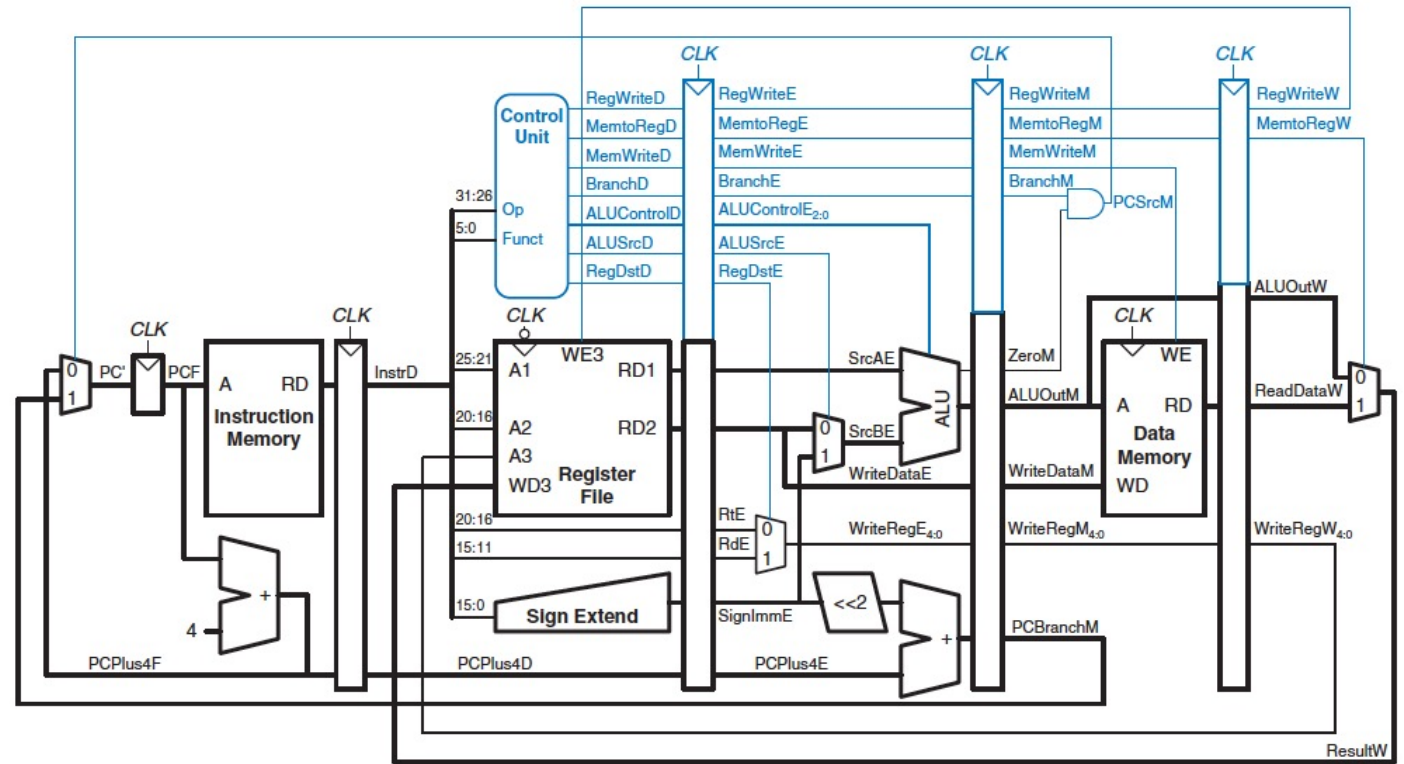 CLK
CLK
CLK
Control
Unit
RegWriteD
MemtoRegD
MemWriteD
BranchD
ALUControlD
ALUSrcD
RegDstD
31:26
Op
5:0
Funct
RegWriteE
MemtoRegE
MemWriteE
BranchE
ALUControlE2:0
ALUSrcE
RegDstE
RegWriteM
MemtoRegM
MemWriteM
BranchM
PCSrcM
RegWriteW
MemtoRegW
CLK
CLK
CLK
CLK
0
1
PC'
PCF
A
RD
Instruction
Memory
InstrD
25:21
20:16
A1
A2
A3
WD3
WE3
RD1
RD2
Register
File
20:16
15:11
15:0
Sign Extend
RtE
RdE
0
1
0
1
SrcAE
SrcBE
ALU
WriteDataE
WriteRegE4:0
SignImmE
<<2
+
ZeroM
ALUOutM
WriteDataM
WriteRegM4:0
PCBranchM
A
RD
WE
Data
Memory
WD
ALUOutW
ReadDataW
0
1
WriteRegW4:0
4
+
PCPlus4F
PCPlus4D
PCPlus4E
ResultW